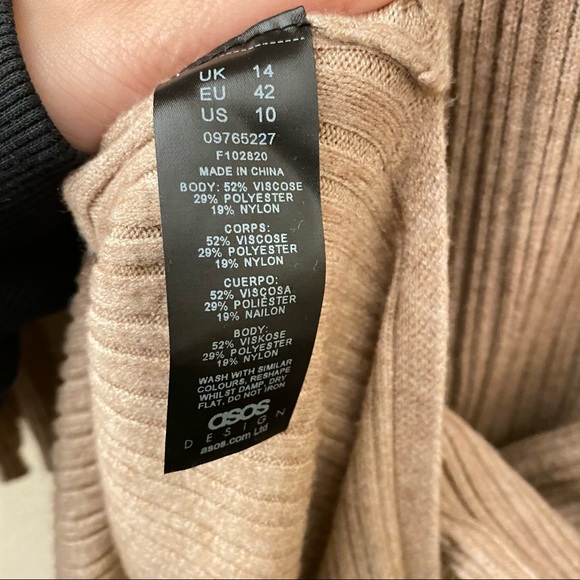 UK 14
EU 42
US 10
09765227
F102820
MADE IN CHINA
BODY: 52% VISCOSE
29% POLYESTER
19% NYLON
CORPS:
52% VISCOSE
29% POLYESTER
19% NYLON
CUERPO:
52% VISCOSA
29% POLIÉSTER
19% NAILON
BODY:
52% VISKOSE
29% POLYESTER
19% NYLON
WASH WITH SIMILAR
COLOURS, RESHAPE
WHILST DAMP, DRY
FLAT, DO NOT IRON
asos
DESIGN
asos.com Ltd